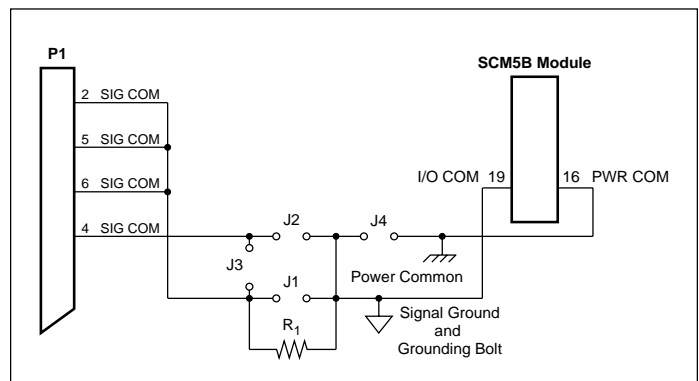 P1
SCM5B Module
2 SIG COM
5 SIG COM
6 SIG COM
I/O COM 19
16 PWR COM
4 SIG COM
J2
J4
J3
J1
Power Common
R1
Signal Ground
and
Grounding Bolt